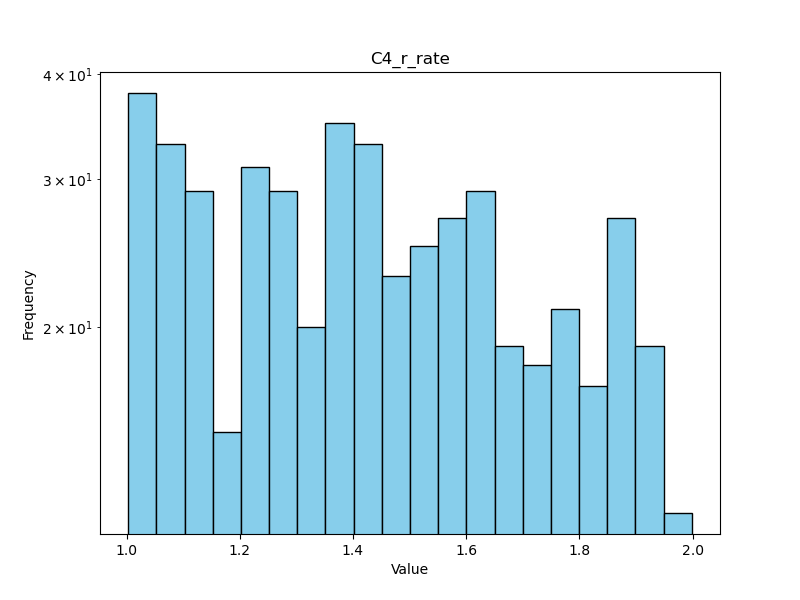 C4_r_rate
4 × 10¹
3 × 10¹
2 × 10¹
Frequency
1.0 1.2 1.4 1.6 1.8 2.0
Value